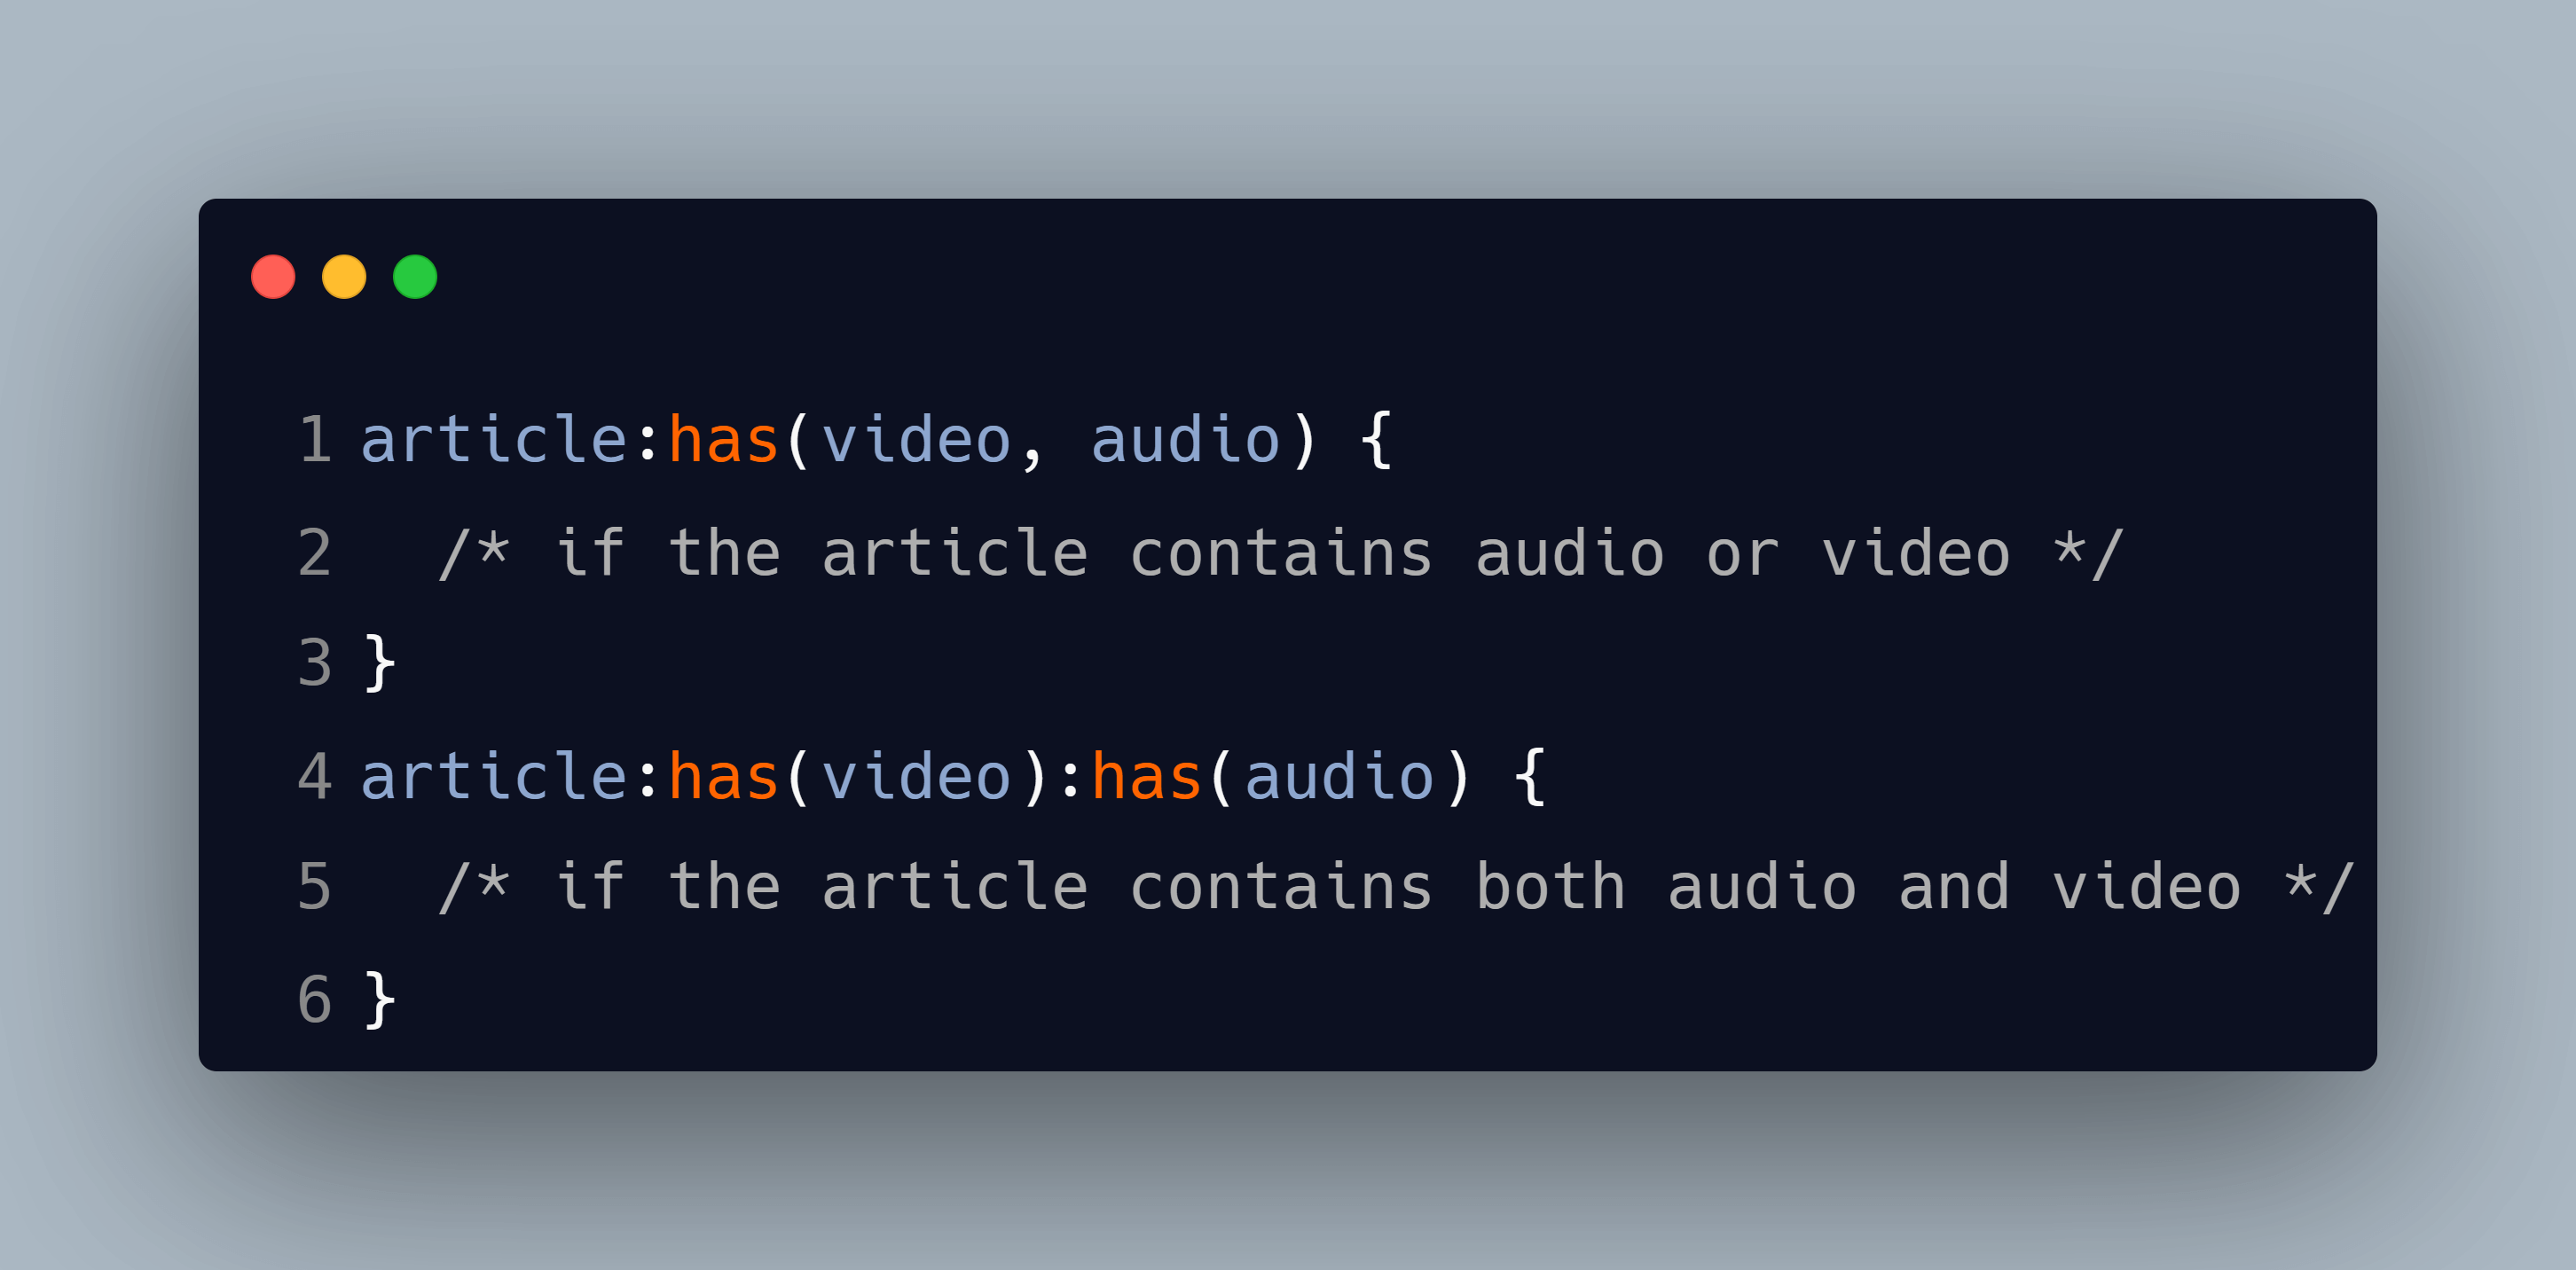 1 article:has(video, audio) {
2   /* if the article contains audio or video */
3 }
4 article:has(video):has(audio) {
5   /* if the article contains both audio and video */
6 }